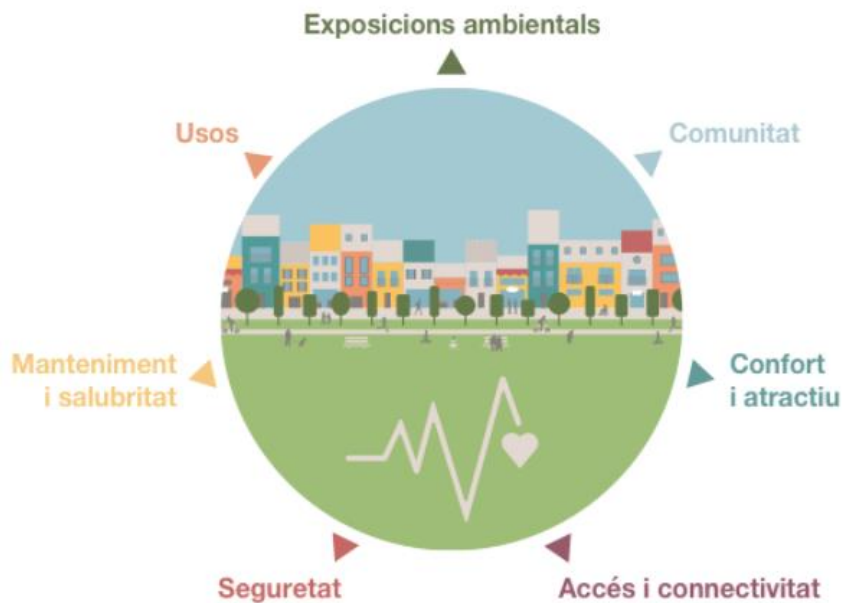 Exposicions ambientals
Usos
Comunitat
Manteniment
i salubritat
Confort
i atractiu
Seguretat
Accés i connectivitat